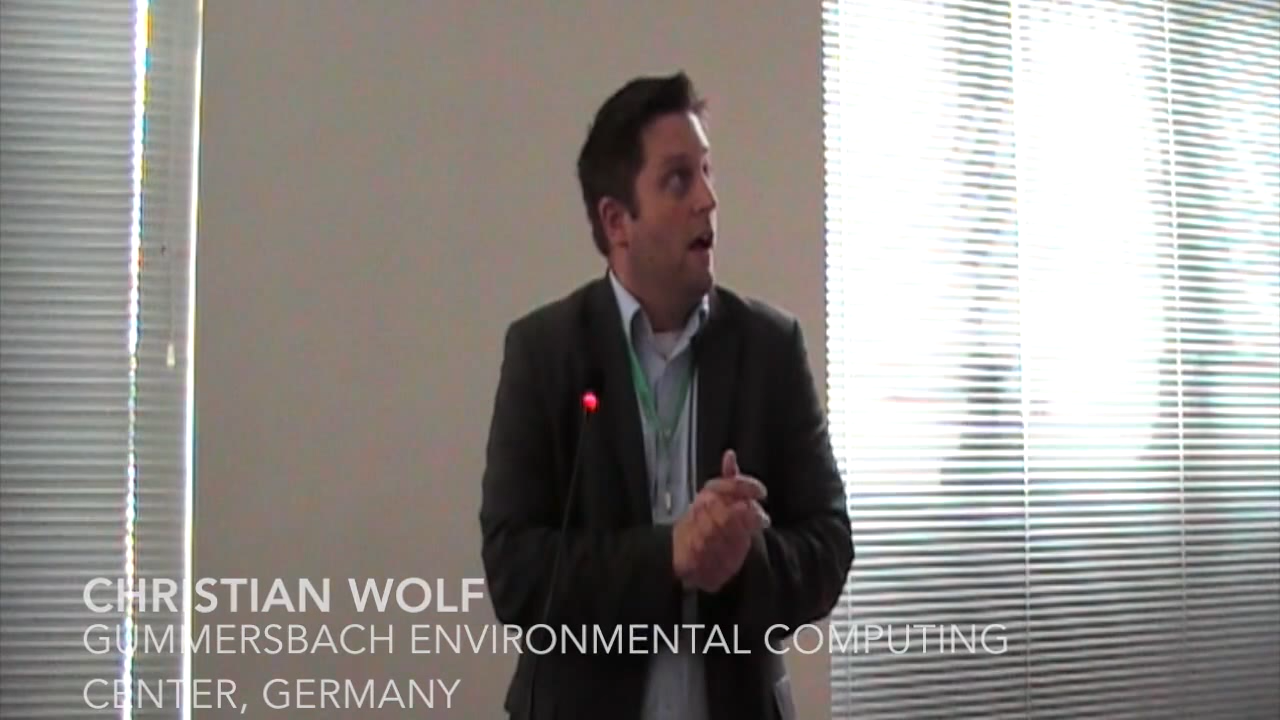 CHRISTIAN WOLF
GUMMERSBACH ENVIRONMENTAL COMPUTING
CENTER, GERMANY